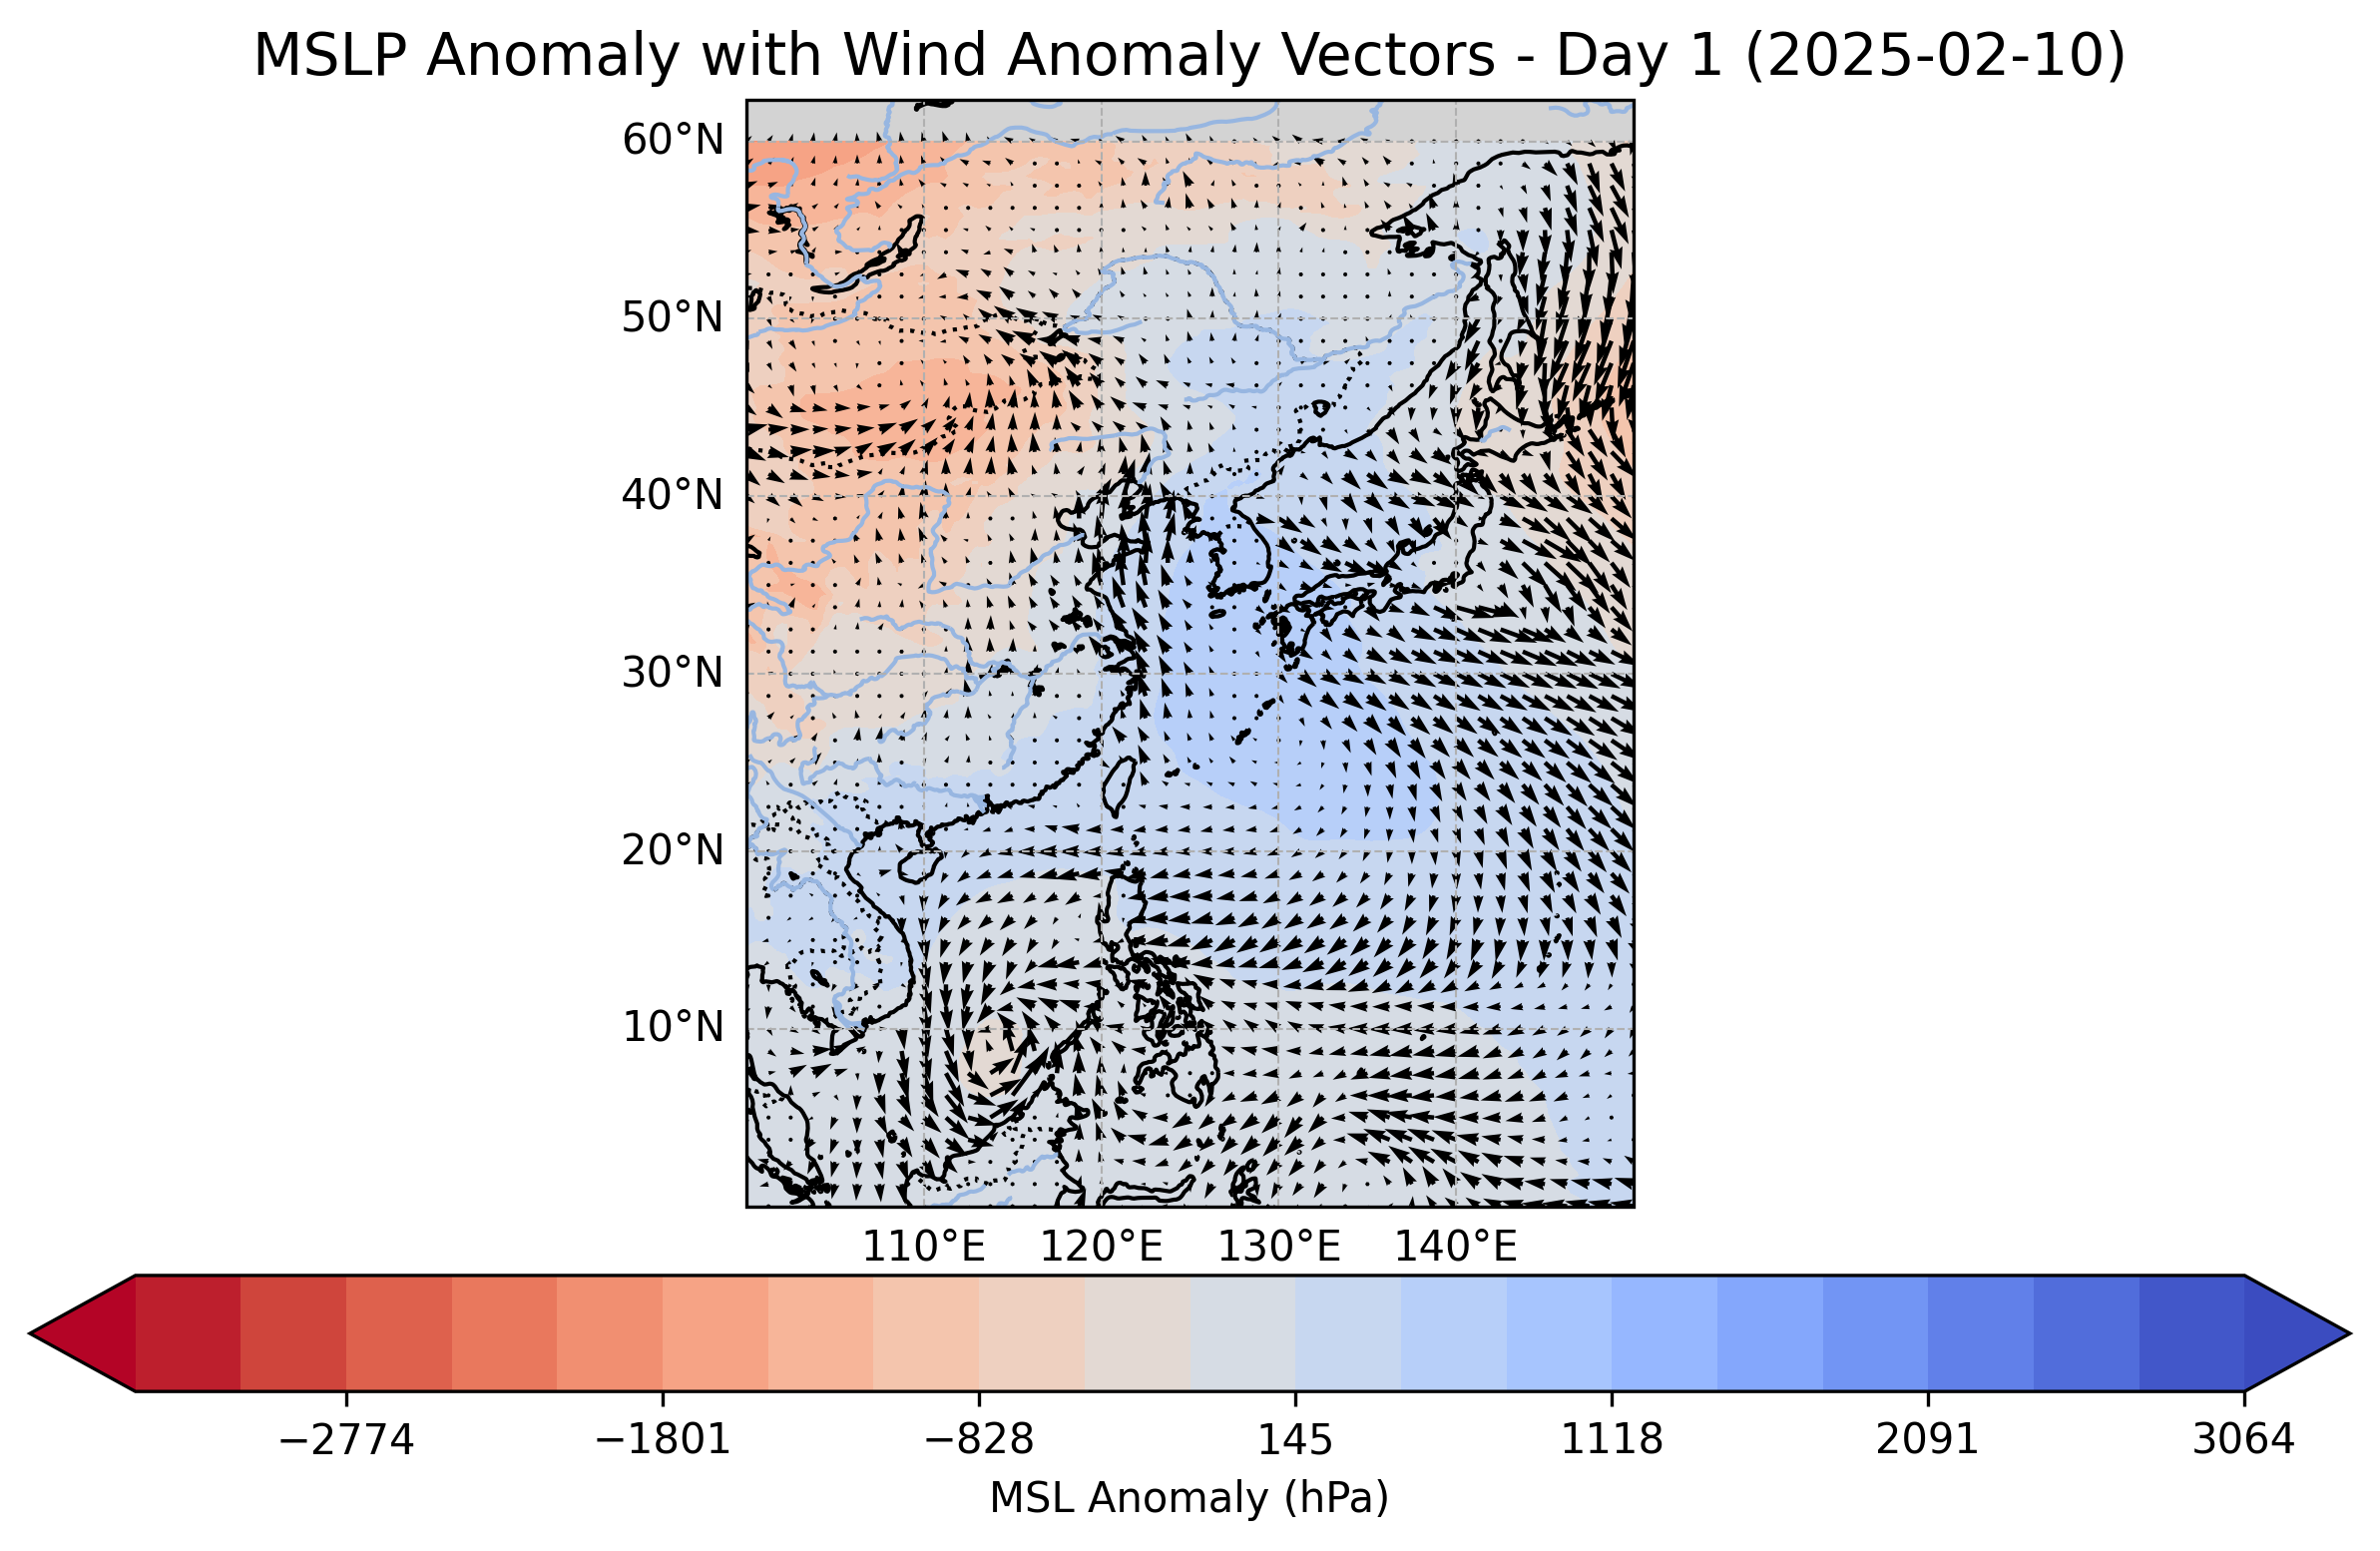 MSLP Anomaly with Wind Anomaly Vectors - Day 1 (2025-02-10)
60°N
50°N
40°N
30°N
20°N
10°N
110°E 120°E 130°E 140°E
−2774 −1801 −828 145 1118 2091 3064
MSL Anomaly (hPa)